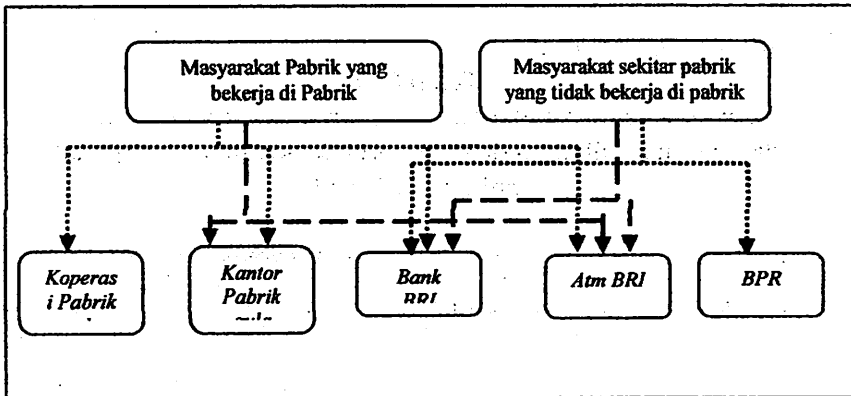 Masyarakat Pabrik yang
bekerja di Pabrik
Masyarakat sekitar pabrik
yang tidak bekerja di pabrik
Koperas
i Pabrik
Kantor
Pabrik
Bank
BRI
Atm BRI
BPR